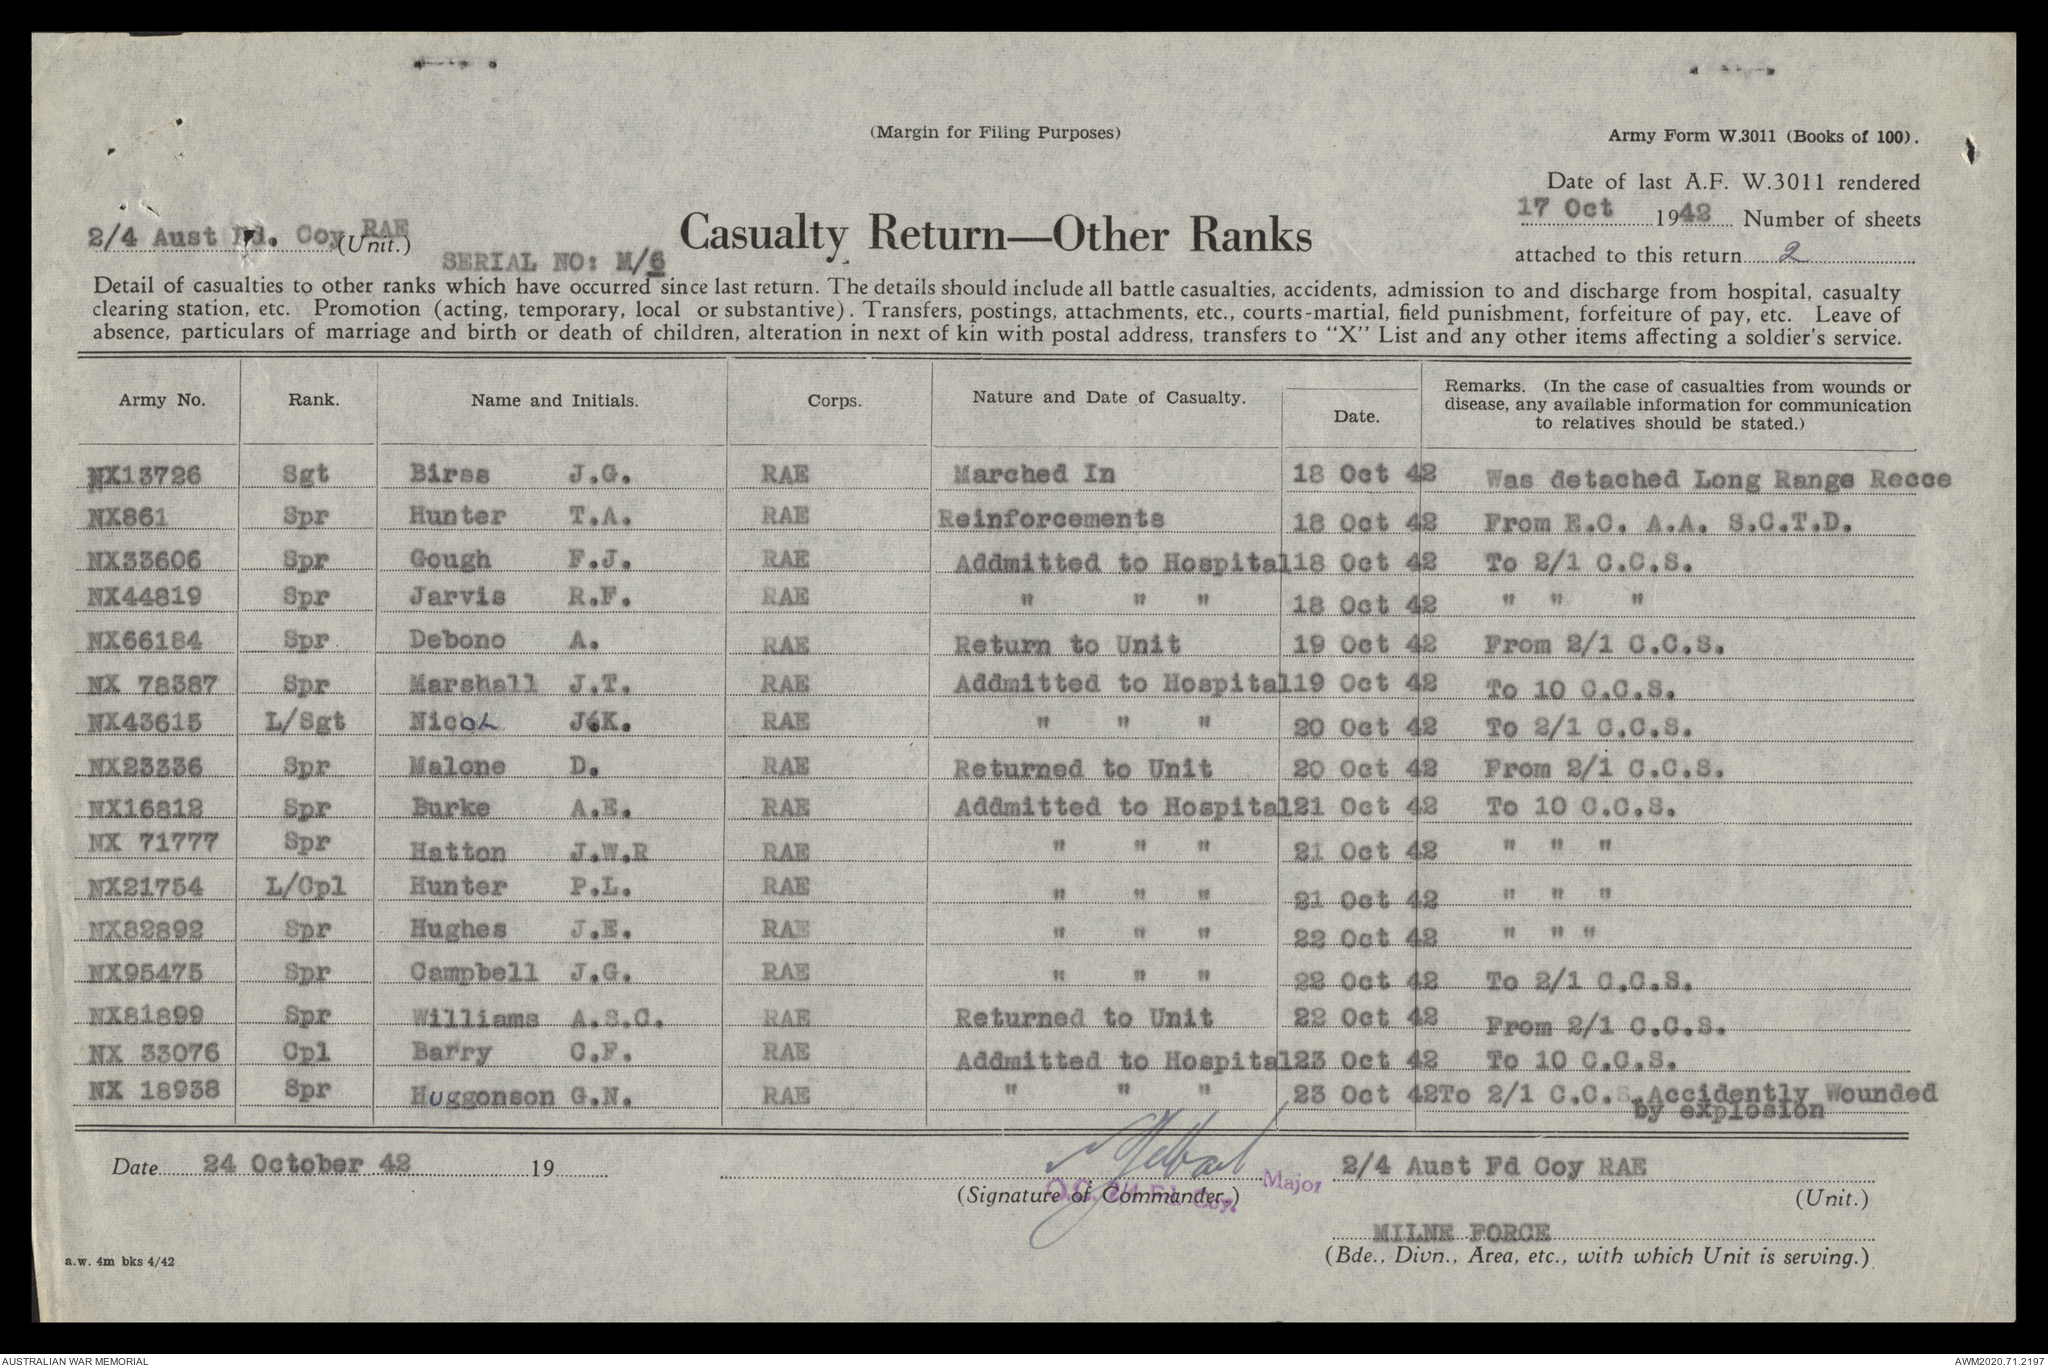 (Margin for Filing Purposes)
Army Form W.3011 (Books of 100).
Date of last A.F. W.3011 rendered
17 Oct 1942 Number of sheets
attached to this return 2
2/4 Aust Fd. Coy RAE (Unit.)
SERIAL NO: M/6
Casualty Return—Other Ranks
Detail of casualties to other ranks which have occurred since last return. The details should include all battle casualties, accidents, admission to and discharge from hospital, casualty
clearing station, etc. Promotion (acting, temporary, local or substantive). Transfers, postings, attachments, etc., courts-martial, field punishment, forfeiture of pay, etc. Leave of
absence, particulars of marriage and birth or death of children, alteration in next of kin with postal address, transfers to "X" List and any other items affecting a soldier's service.
Army No. Rank. Name and Initials. Corps. Nature and Date of Casualty. Date. Remarks. (In the case of casualties from wounds or
disease, any available information for communication
to relatives should be stated.)
NX13726 Sgt Birss J.G. RAE Marched In 18 Oct 42 Was detached Long Range Recce
NX861 Spr Hunter T.A. RAE Reinforcements 18 Oct 42 From E.C. A.A. S.C.T.D.
NX33606 Spr Gough F.J. RAE Addmitted to Hospital 18 Oct 42 To 2/1 C.C.S.
NX44819 Spr Jarvis R.F. RAE " " " 18 Oct 42 " " "
NX66184 Spr. Debono A. RAE Return to Unit 19 Oct 42 From 2/1 C.C.S.
NX 78387 Spr Marshall J.T. RAE Addmitted to Hospital 19 Oct 42 To 10 C.C.S.
NX43615 L/Sgt Nicol J.K. RAE " " " 20 Oct 42 To 2/1 C.C.S.
NX23336 Spr Malone D. RAE Returned to Unit 20 Oct 42 From 2/1 C.C.S.
NX16812 Spr Burke A.E. RAE Addmitted to Hospital 21 Oct 42 To 10 C.C.S.
NX 71777 Spr Hatton J.W.R RAE " " " 21 Oct 42 " " "
NX21754 L/Cpl Hunter P.L. RAE " " " 21 Oct 42 " " "
NX82892 Spr Hughes J.E. RAE " " " 22 Oct 42 " " "
NX95475 Spr Campbell J.G. RAE " " " 22 Oct 42 To 2/1 C.C.S.
NX81899 Spr Williams A.S.C. RAE Returned to Unit 22 Oct 42 From 2/1 C.C.S.
NX 33076 Cpl Barry C.F. RAE Addmitted to Hospital 23 Oct 42 To 10 C.C.S.
NX 18938 Spr Huggonson G.N. RAE " " " 23 Oct 42 To 2/1 C.C.S. Accidently Wounded
by explosion
Date 24 October 42 19
Major
O.C. 2/4 Fd. Coy.
(Signature of Commander.)
2/4 Aust Fd Coy RAE
(Unit.)
MILNE FORCE
(Bde., Divn., Area, etc., with which Unit is serving.)
a.w. 4m bks 4/42
AUSTRALIAN WAR MEMORIAL
AWM2020.71.2197